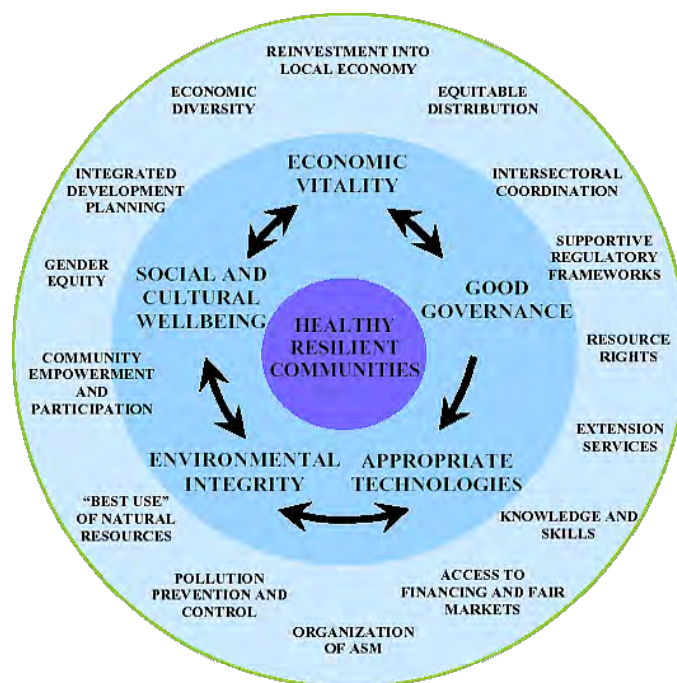 REINVESTMENT INTO
LOCAL ECONOMY
ECONOMIC
DIVERSITY
EQUITABLE
DISTRIBUTION
INTEGRATED
DEVELOPMENT
PLANNING
ECONOMIC
VITALITY
INTERSECTORAL
COORDINATION
SUPPORTIVE
REGULATORY
FRAMEWORKS
GENDER
EQUITY
SOCIAL AND
CULTURAL
WELLBEING
GOOD
GOVERNANCE
HEALTHY
RESILIENT
COMMUNITIES
RESOURCE
RIGHTS
COMMUNITY
EMPOWERMENT
AND
PARTICIPATION
EXTENSION
SERVICES
ENVIRONMENTAL
INTEGRITY
APPROPRIATE
TECHNOLOGIES
“BEST USE”
OF NATURAL
RESOURCES
KNOWLEDGE AND
SKILLS
POLLUTION
PREVENTION AND
CONTROL
ACCESS TO
FINANCING AND FAIR
MARKETS
ORGANIZATION
OF ASM